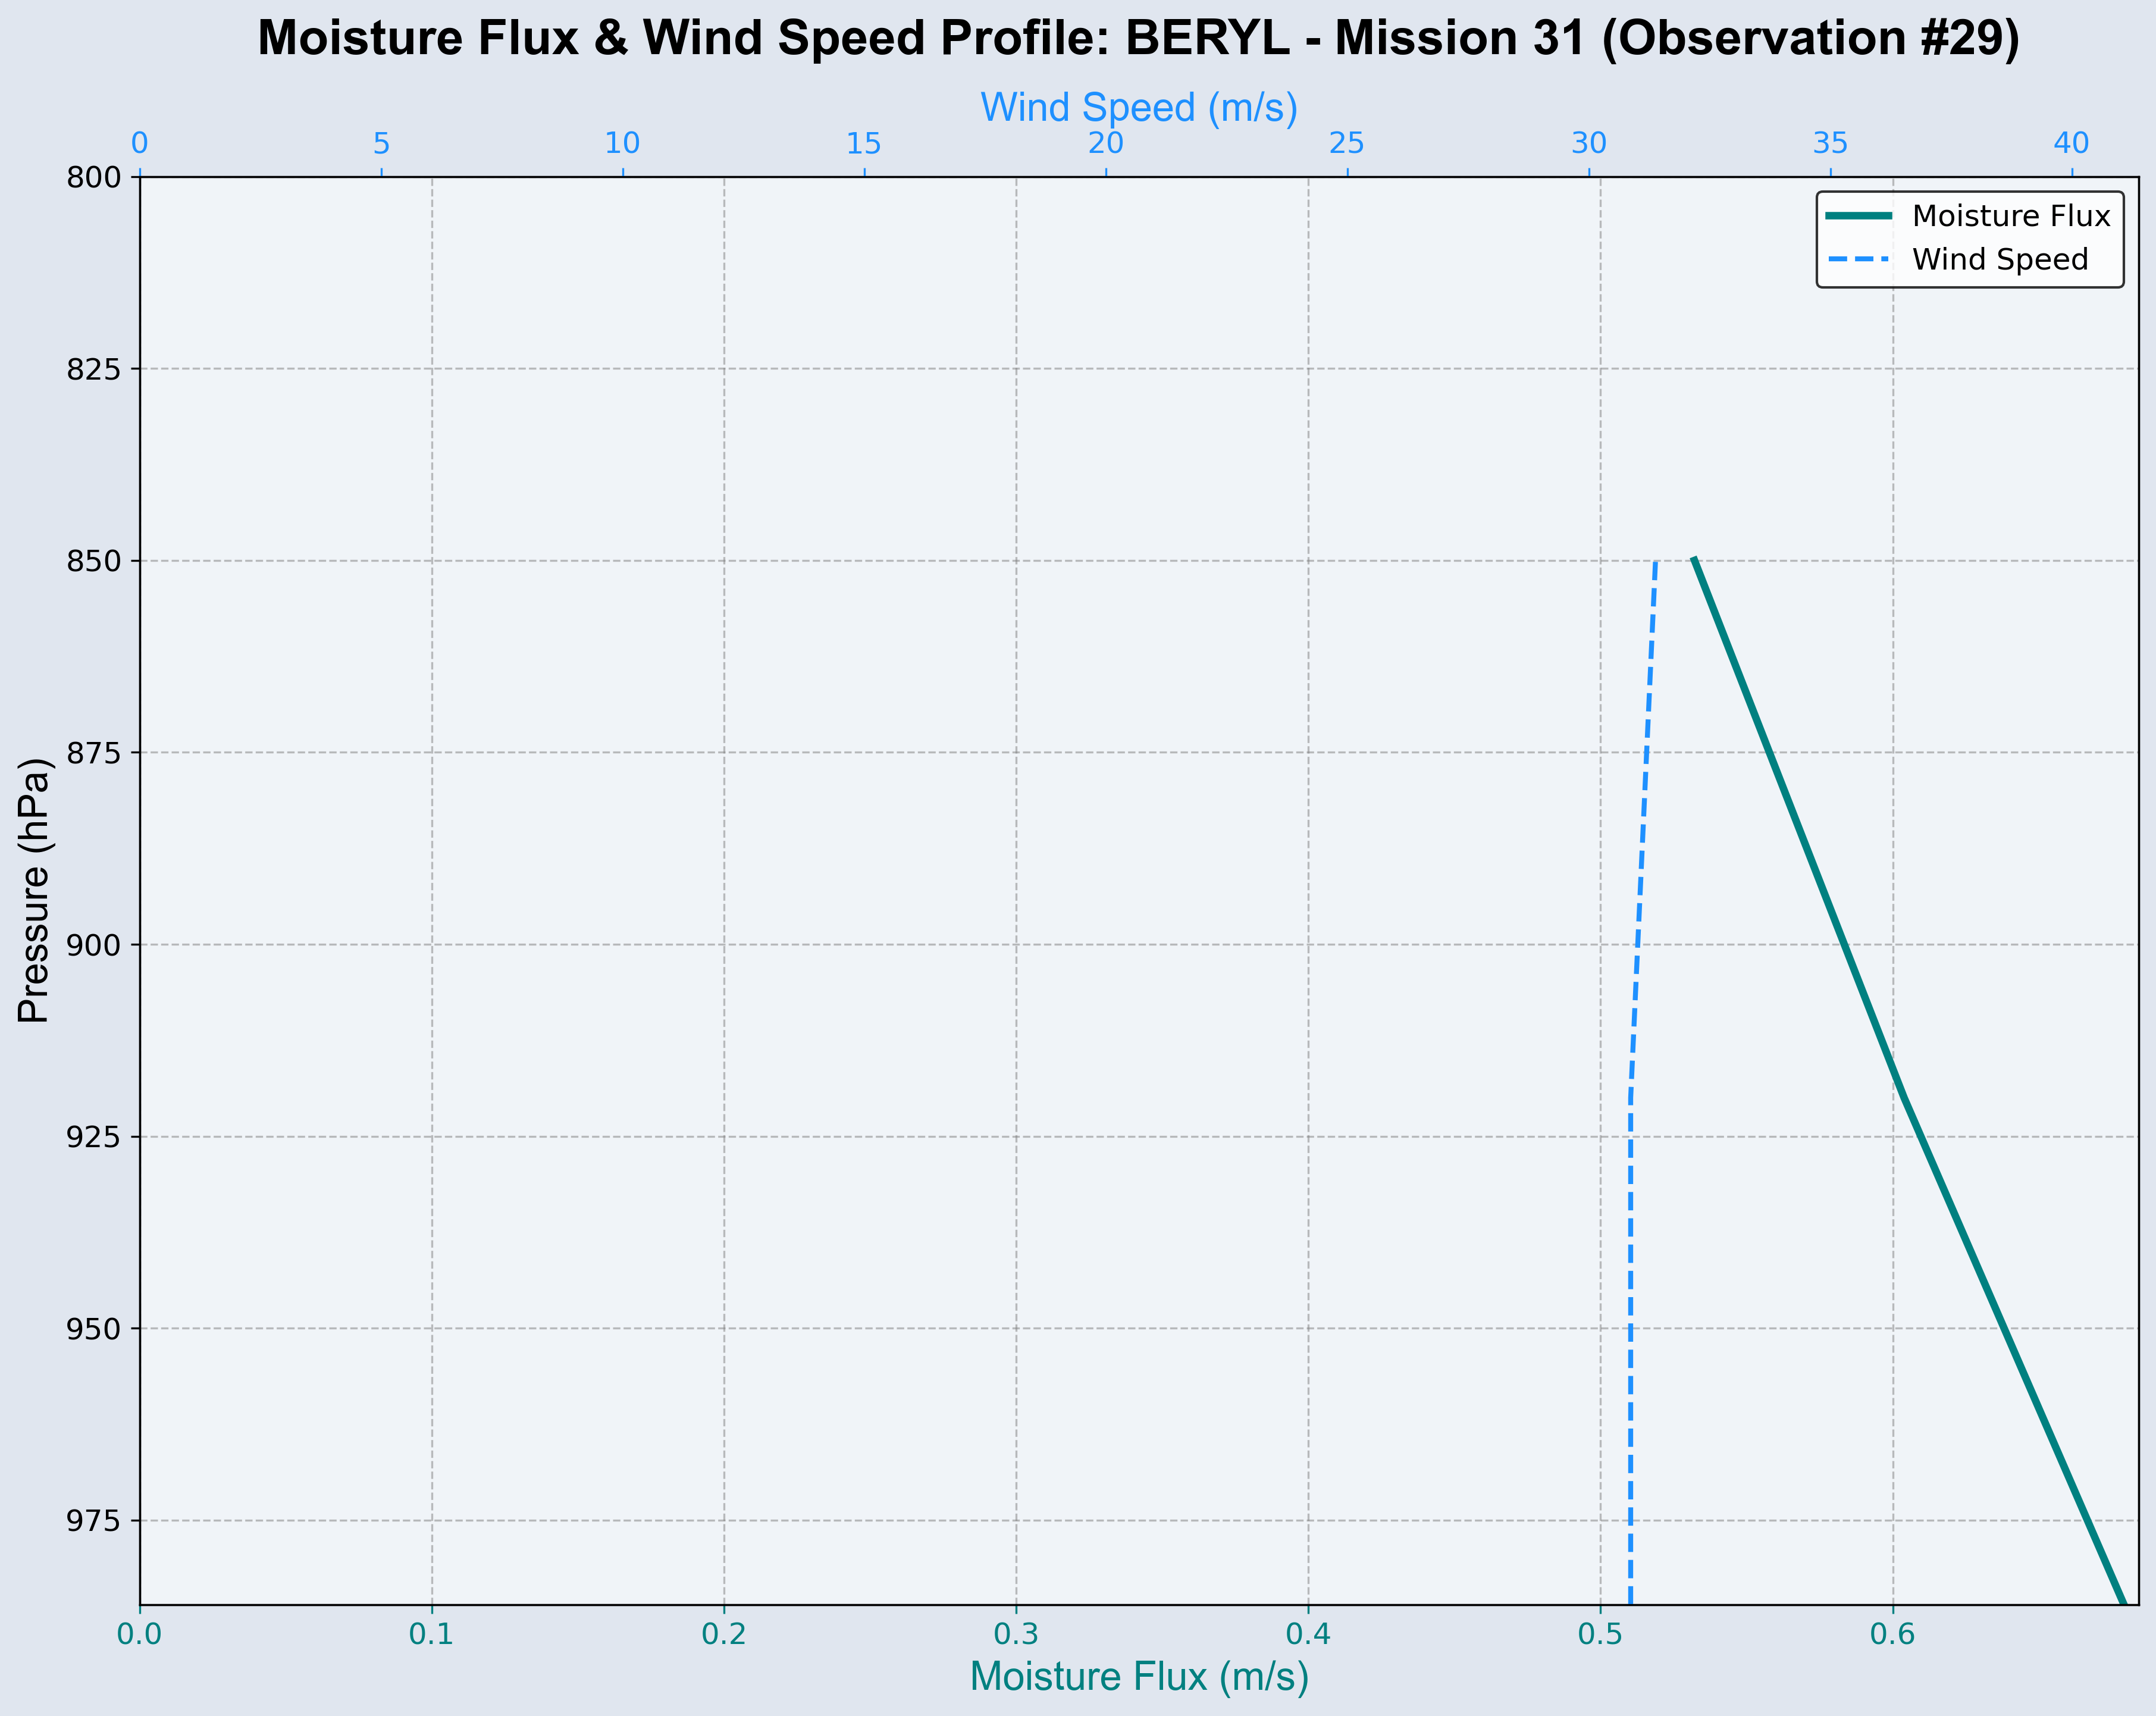 Moisture Flux & Wind Speed Profile: BERYL - Mission 31 (Observation #29)
Wind Speed (m/s)
0 5 10 15 20 25 30 35 40
Moisture Flux
Wind Speed
800
825
850
875
900
925
950
975
Pressure (hPa)
0.0 0.1 0.2 0.3 0.4 0.5 0.6
Moisture Flux (m/s)